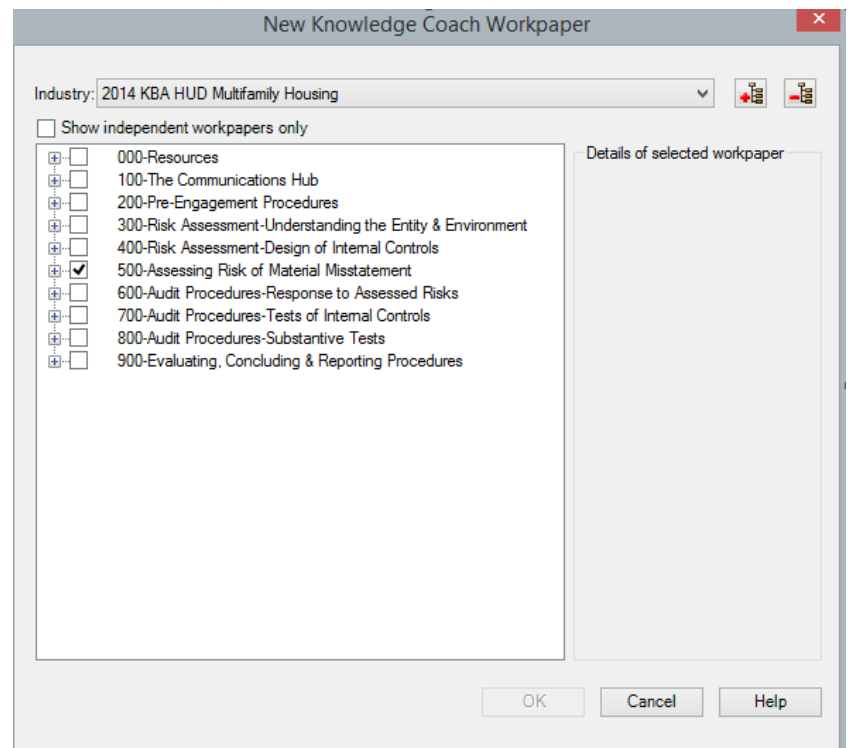 New Knowledge Coach Workpaper
Industry: 2014 KBA HUD Multifamily Housing
Show independent workpapers only
000-Resources
100-The Communications Hub
200-Pre-Engagement Procedures
300-Risk Assessment-Understanding the Entity & Environment
400-Risk Assessment-Design of Internal Controls
500-Assessing Risk of Material Misstatement
600-Audit Procedures-Response to Assessed Risks
700-Audit Procedures-Tests of Internal Controls
800-Audit Procedures-Substantive Tests
900-Evaluating, Concluding & Reporting Procedures
Details of selected workpaper
OK Cancel Help